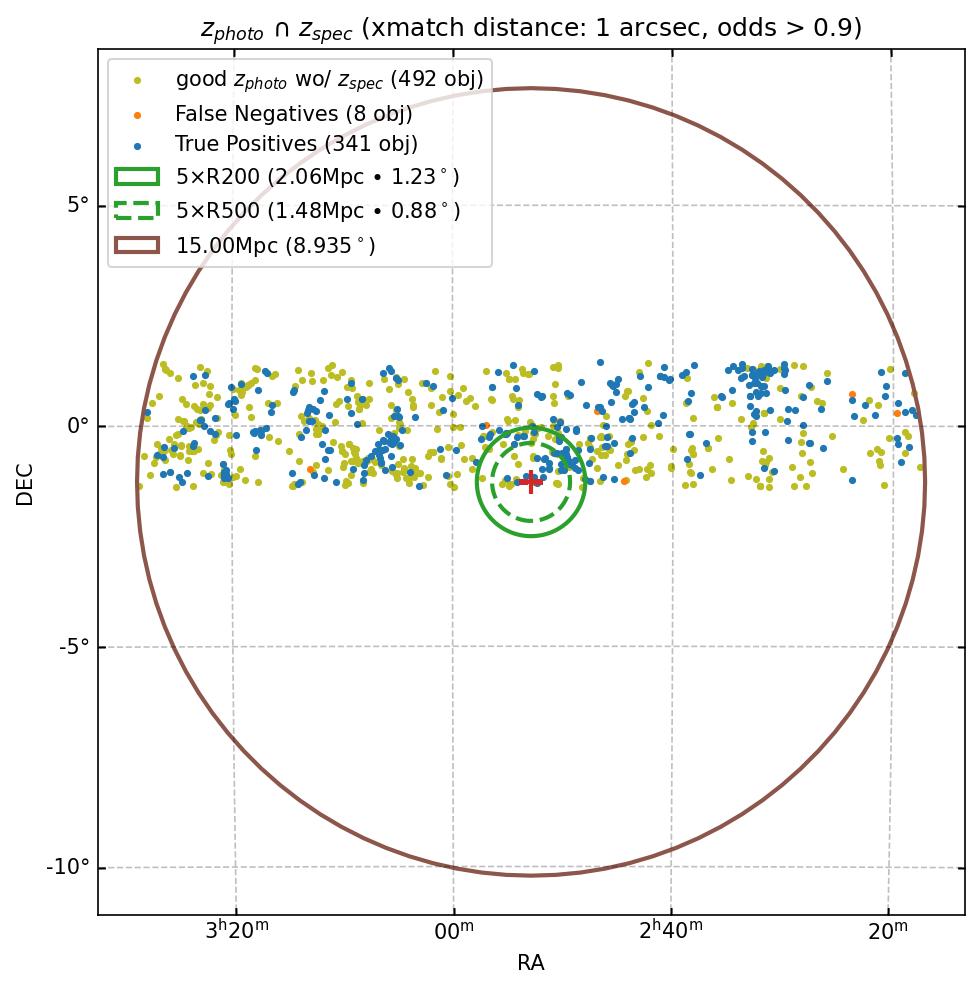 z_photo ∩ z_spec (xmatch distance: 1 arcsec, odds > 0.9)
good z_photo wo/ z_spec (492 obj)
False Negatives (8 obj)
True Positives (341 obj)
5×R200 (2.06Mpc • 1.23°)
5×R500 (1.48Mpc • 0.88°)
15.00Mpc (8.935°)
5°
0°
-5°
-10°
DEC
3ʰ20ᵐ 00ᵐ 2ʰ40ᵐ 20ᵐ
RA